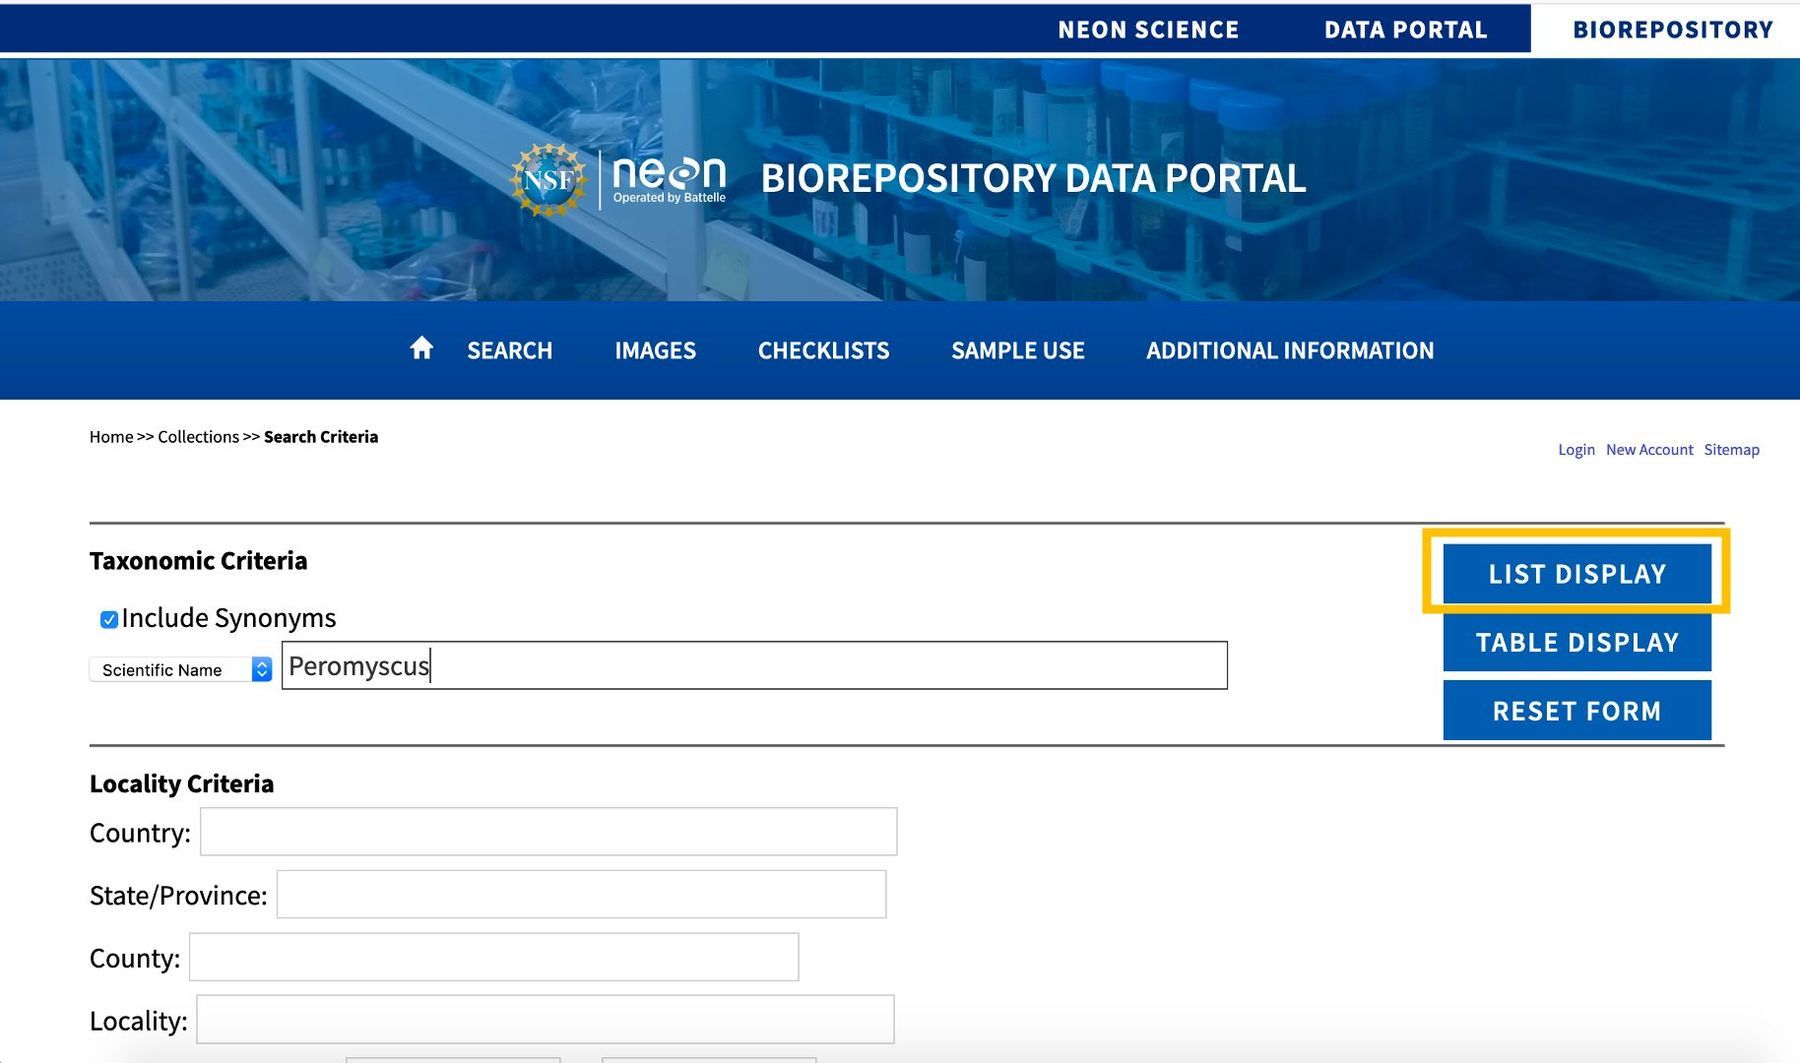 NEON SCIENCE DATA PORTAL BIOREPOSITORY
NSF neon Operated by Battelle BIOREPOSITORY DATA PORTAL
SEARCH IMAGES CHECKLISTS SAMPLE USE ADDITIONAL INFORMATION
Home >> Collections >> Search Criteria
Login New Account Sitemap
Taxonomic Criteria
LIST DISPLAY
Include Synonyms
TABLE DISPLAY
Scientific Name Peromyscus
RESET FORM
Locality Criteria
Country:
State/Province:
County:
Locality: